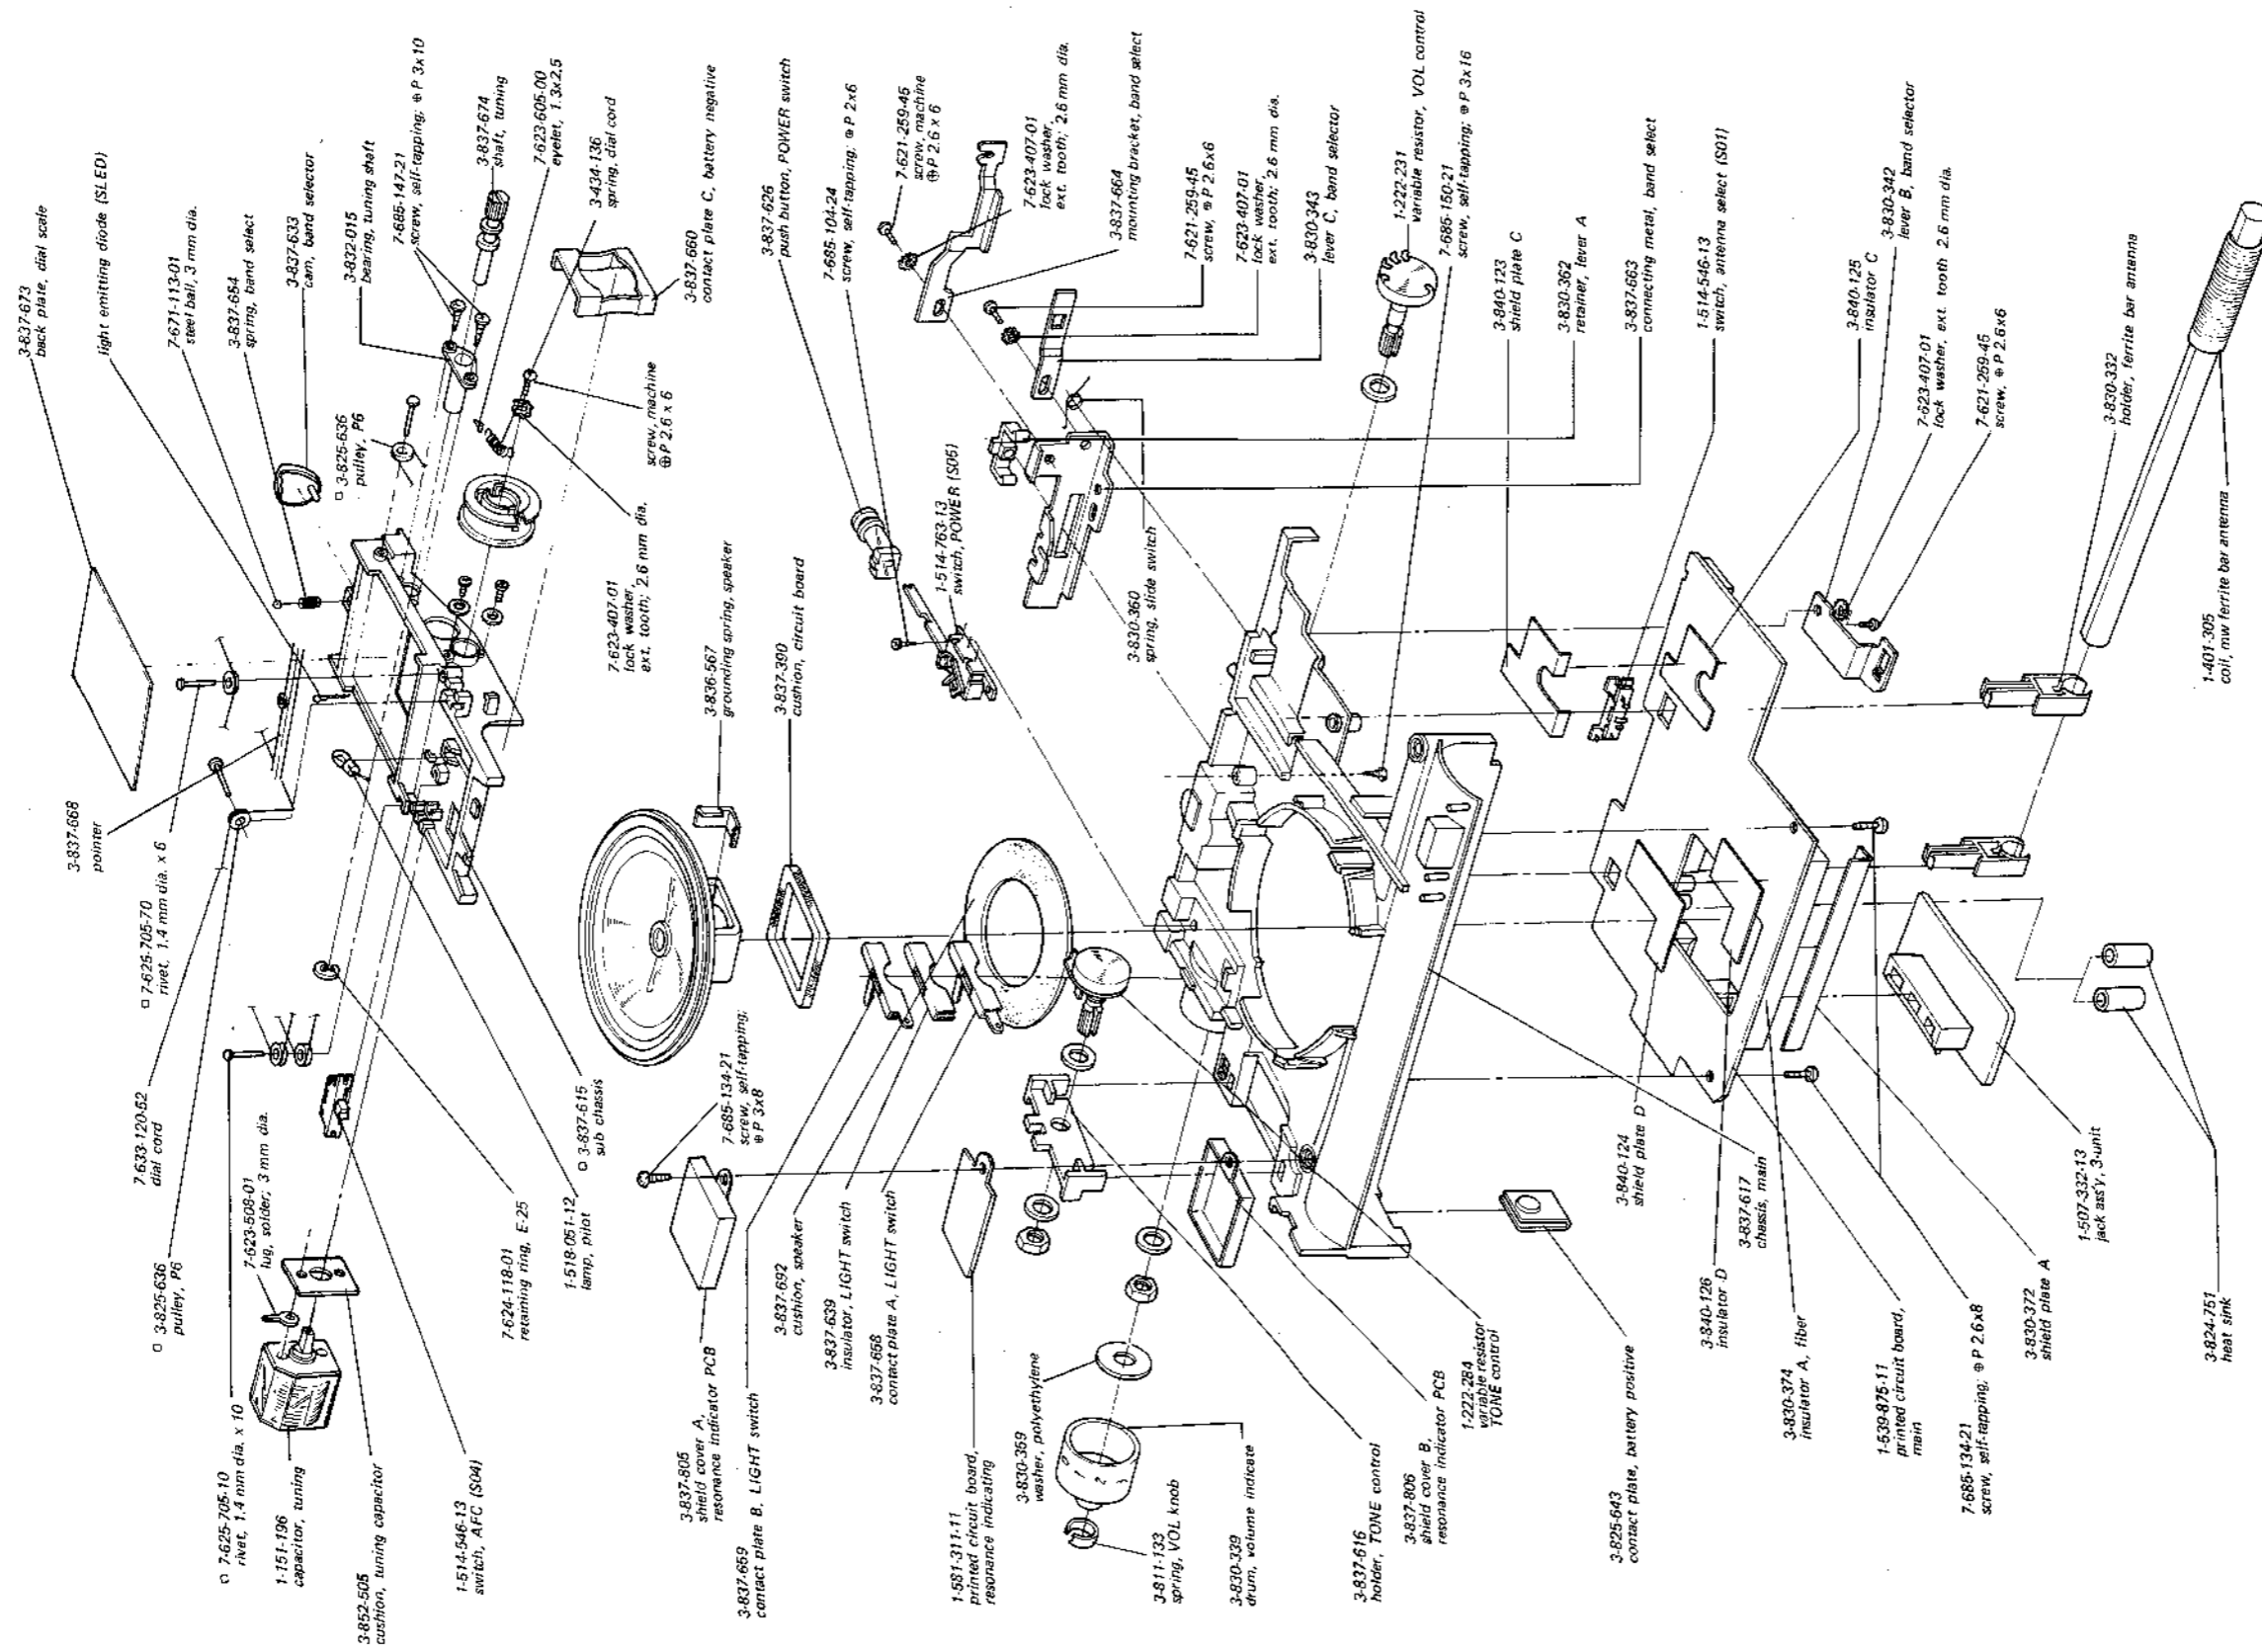 3-837-673
back plate, dial scale
light emitting diode (SLED)
7-671-113-01
steel ball, 3 mm dia.
3-837-654
spring, band select
3-837-633
cam, band selector
3-832-015
bearing, tuning shaft
7-685-147-21
screw, self-tapping; ⊕P 3x10
3-837-674
shaft, tuning
7-623-605-00
eyelet, 1.3x2.5
3-434-136
spring, dial cord
3-837-660
contact plate C, battery negative
3-825-636
pulley, P6
screw, machine
⊕P 2.6 x 6
7-623-407-01
lock washer,
ext. tooth; 2.6 mm dia.
3-837-668
pointer
7-625-705-70
rivet, 1.4 mm dia. x 6
7-633-120-52
dial cord
3-825-636
pulley, P6
7-623-508-01
lug, solder; 3 mm dia.
7-625-705-10
rivet, 1.4 mm dia. x 10
1-151-196
capacitor, tuning
3-852-505
cushion, tuning capacitor
1-514-546-13
switch, AFC (S04)
7-624-118-01
retaining ring, E-25
1-518-051-12
lamp, pilot
3-837-615
sub chassis
3-836-567
grounding spring, speaker
3-837-390
cushion, circuit board
7-685-134-21
screw, self-tapping;
⊕P 3x8
3-837-805
shield cover A,
resonance indicator PCB
3-837-659
contact plate B, LIGHT switch
3-837-692
cushion, speaker
3-837-639
insulator, LIGHT switch
3-837-658
contact plate A, LIGHT switch
3-837-626
push button, POWER switch
7-685-104-24
screw, self-tapping; ⊕P 2x6
1-514-763-13
switch, POWER (S05)
7-621-259-45
screw, machine
⊕P 2.6 x 6
7-623-407-01
lock washer,
ext. tooth; 2.6 mm dia.
3-837-664
mounting bracket, band select
7-621-259-45
screw, ⊕P 2.6x6
7-623-407-01
lock washer,
ext. tooth; 2.6 mm dia.
3-830-343
lever C, band selector
3-830-360
spring, slide switch
1-222-231
variable resistor, VOL control
7-685-150-21
screw, self-tapping; ⊕P 3x16
3-840-123
shield plate C
3-830-362
retainer, lever A
3-837-663
connecting metal, band select
1-514-546-13
switch, antenna select (S01)
3-840-125
insulator C
3-830-342
lever B, band selector
7-623-407-01
lock washer, ext. tooth 2.6 mm dia.
7-621-259-45
screw, ⊕P 2.6x6
3-830-332
holder, ferrite bar antenna
1-401-305
coil, mw ferrite bar antenna
1-581-311-11
printed circuit board,
resonance indicating
3-830-359
washer, polyethylene
3-811-133
spring, VOL knob
3-830-339
drum, volume indicate
3-837-616
holder, TONE control
3-837-806
shield cover B,
resonance indicator PCB
1-222-284
variable resistor
TONE control
3-825-643
contact plate, battery positive
3-840-124
shield plate D
3-840-126
insulator D
3-837-617
chassis, main
3-830-374
insulator A, fiber
1-539-875-11
printed circuit board,
main
7-685-134-21
screw, self-tapping; ⊕P 2.6x8
3-830-372
shield plate A
1-507-332-13
jack ass'y, 3-unit
3-824-751
heat sink